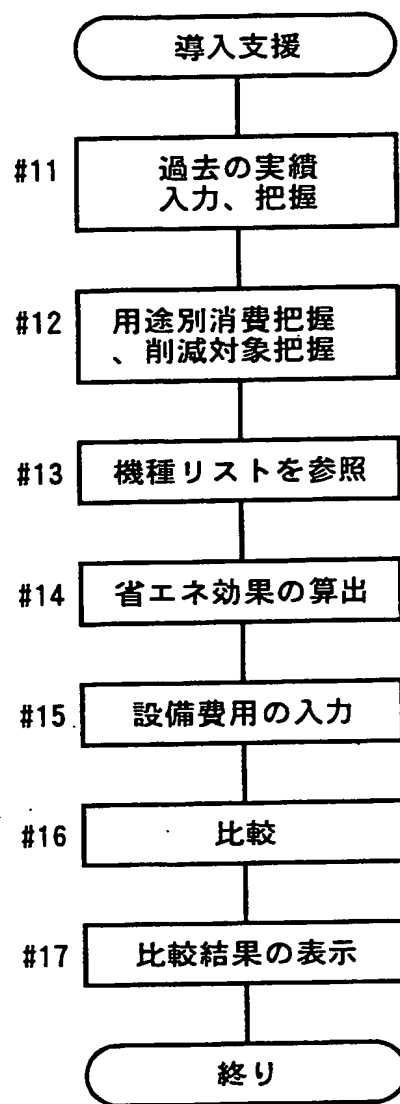 導入支援
#11
過去の実績
入力、把握
#12
用途別消費把握
、削減対象把握
#13
機種リストを参照
#14
省エネ効果の算出
#15
設備費用の入力
#16
比較
#17
比較結果の表示
終り